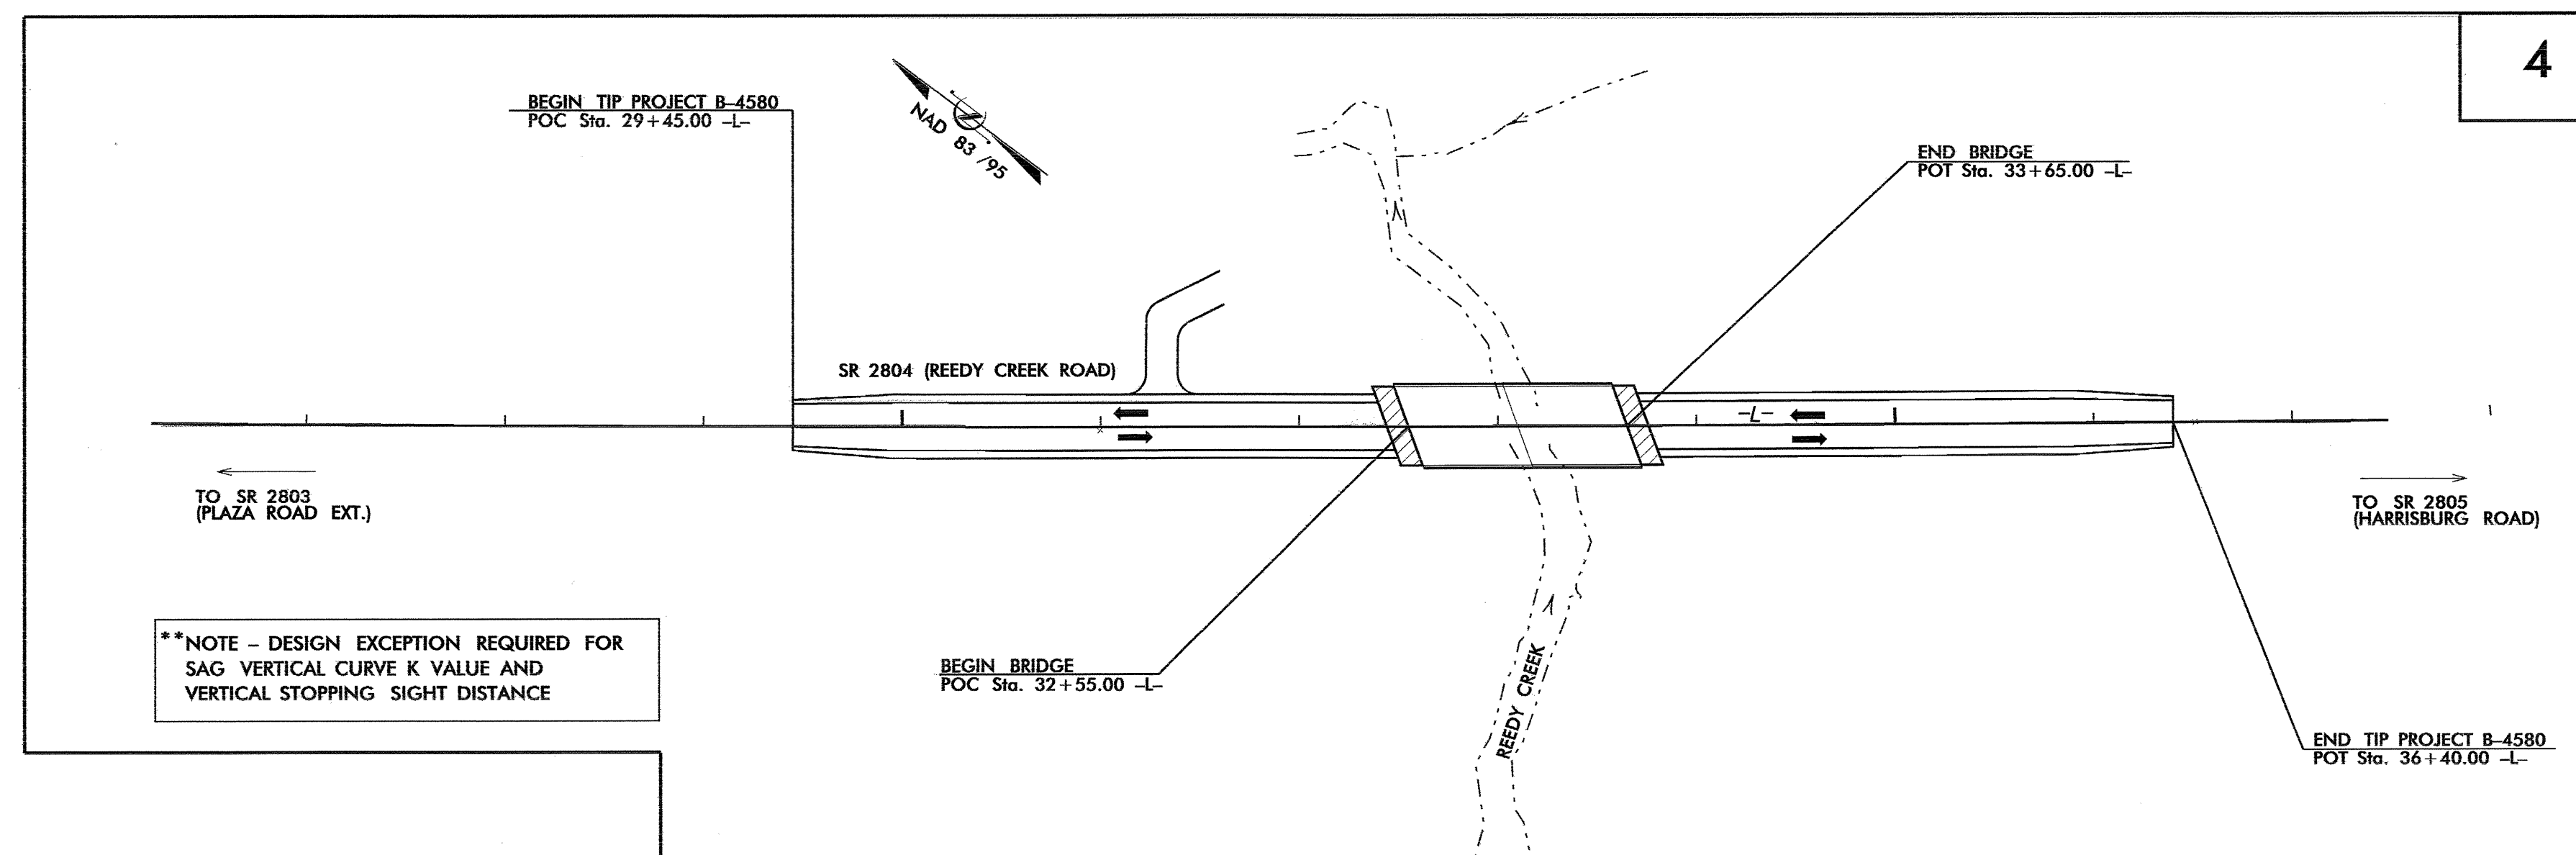 4
BEGIN TIP PROJECT B-4580
POC Sta. 29+45.00 -L-
NAD 83 /95
END BRIDGE
POT Sta. 33+65.00 -L-
SR 2804 (REEDY CREEK ROAD)
-L-
TO SR 2803
(PLAZA ROAD EXT.)
TO SR 2805
(HARRISBURG ROAD)
**NOTE - DESIGN EXCEPTION REQUIRED FOR
SAG VERTICAL CURVE K VALUE AND
VERTICAL STOPPING SIGHT DISTANCE
BEGIN BRIDGE
POC Sta. 32+55.00 -L-
REEDY CREEK
END TIP PROJECT B-4580
POT Sta. 36+40.00 -L-